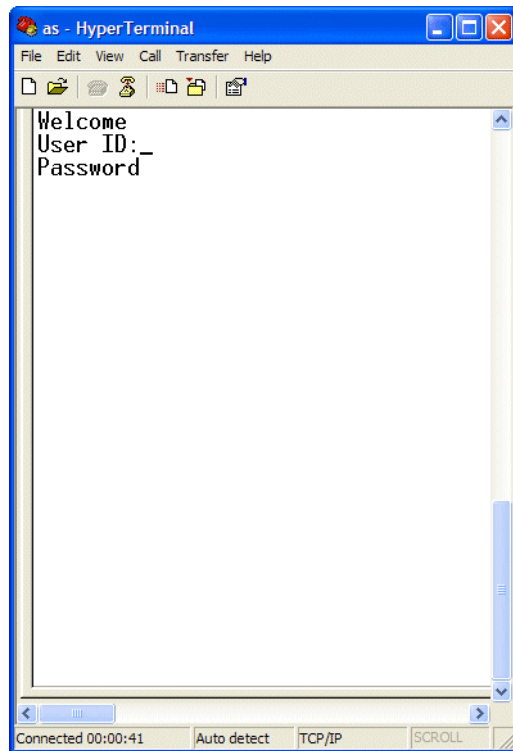 as - HyperTerminal
File Edit View Call Transfer Help
Welcome
User ID:_
Password
Connected 00:00:41 Auto detect TCP/IP SCROLL